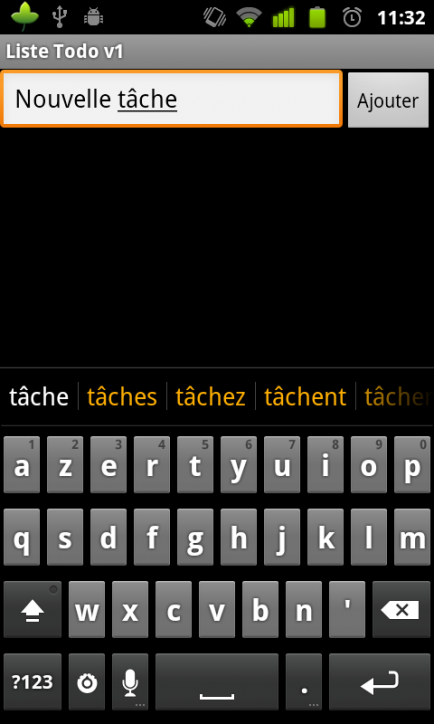 11:32
Liste Todo v1
Nouvelle tâche Ajouter
tâche tâches tâchez tâchent
1 2 3 4 5 6 7 8 9 0
a z e r t y u i o p
q s d f g h j k l m
w x c v b n '
?123 ... . ...